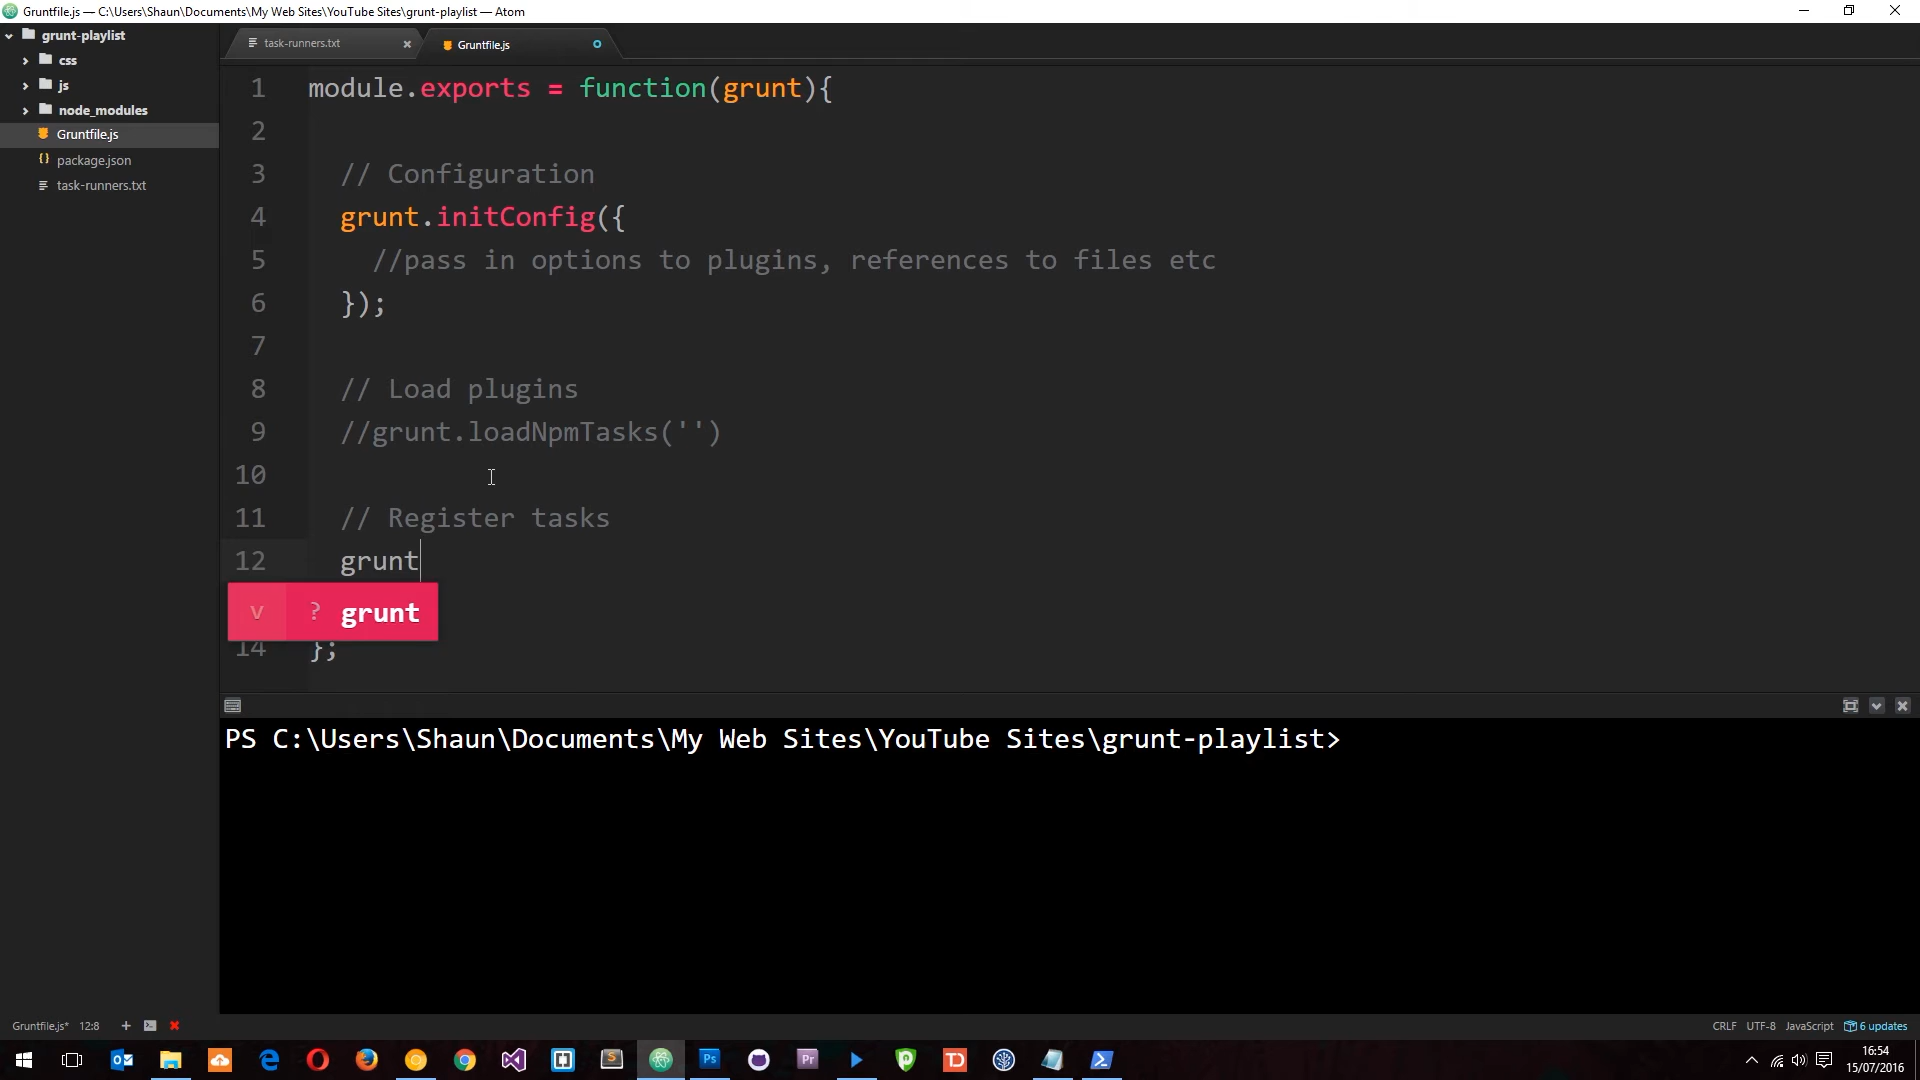 Gruntfile.js — C:\Users\Shaun\Documents\My Web Sites\YouTube Sites\grunt-playlist — Atom
grunt-playlist
css
js
node_modules
Gruntfile.js
package.json
task-runners.txt
task-runners.txt
Gruntfile.js
1 module.exports = function(grunt){
2
3 // Configuration
4 grunt.initConfig({
5 //pass in options to plugins, references to files etc
6 });
7
8 // Load plugins
9 //grunt.loadNpmTasks('')
10
11 // Register tasks
12 grunt
v ? grunt
14 };
PS C:\Users\Shaun\Documents\My Web Sites\YouTube Sites\grunt-playlist>
Gruntfile.js* 12:8
CRLF UTF-8 JavaScript 6 updates
16:54
15/07/2016